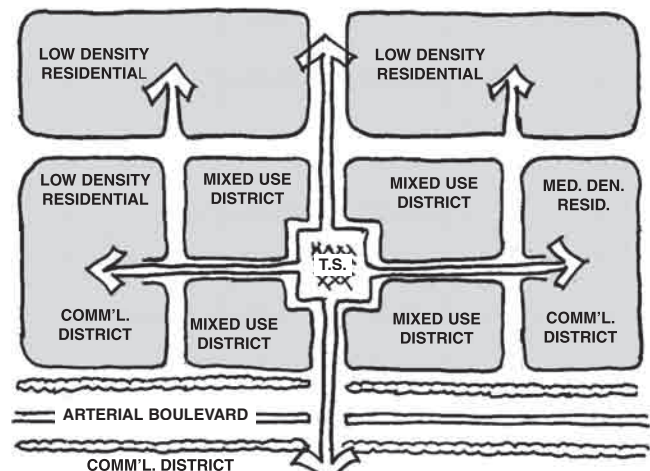 LOW DENSITY
RESIDENTIAL
LOW DENSITY
RESIDENTIAL
LOW DENSITY
RESIDENTIAL
MIXED USE
DISTRICT
MIXED USE
DISTRICT
MED. DEN.
RESID.
T.S.
COMM'L.
DISTRICT
MIXED USE
DISTRICT
MIXED USE
DISTRICT
COMM'L.
DISTRICT
ARTERIAL BOULEVARD
COMM'L. DISTRICT